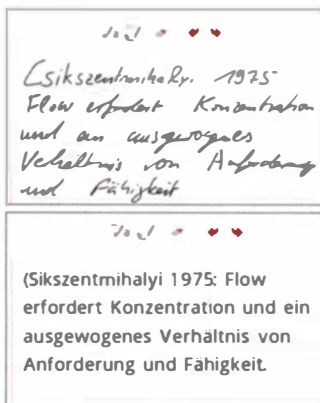 Csikszentmihalyi. 1975
Flow erfordert Konzentration
und ein ausgewogenes
Verhältnis von Anforderung
und Fähigkeit
(Sikszentmihalyi 1975: Flow
erfordert Konzentration und ein
ausgewogenes Verhältnis von
Anforderung und Fähigkeit.